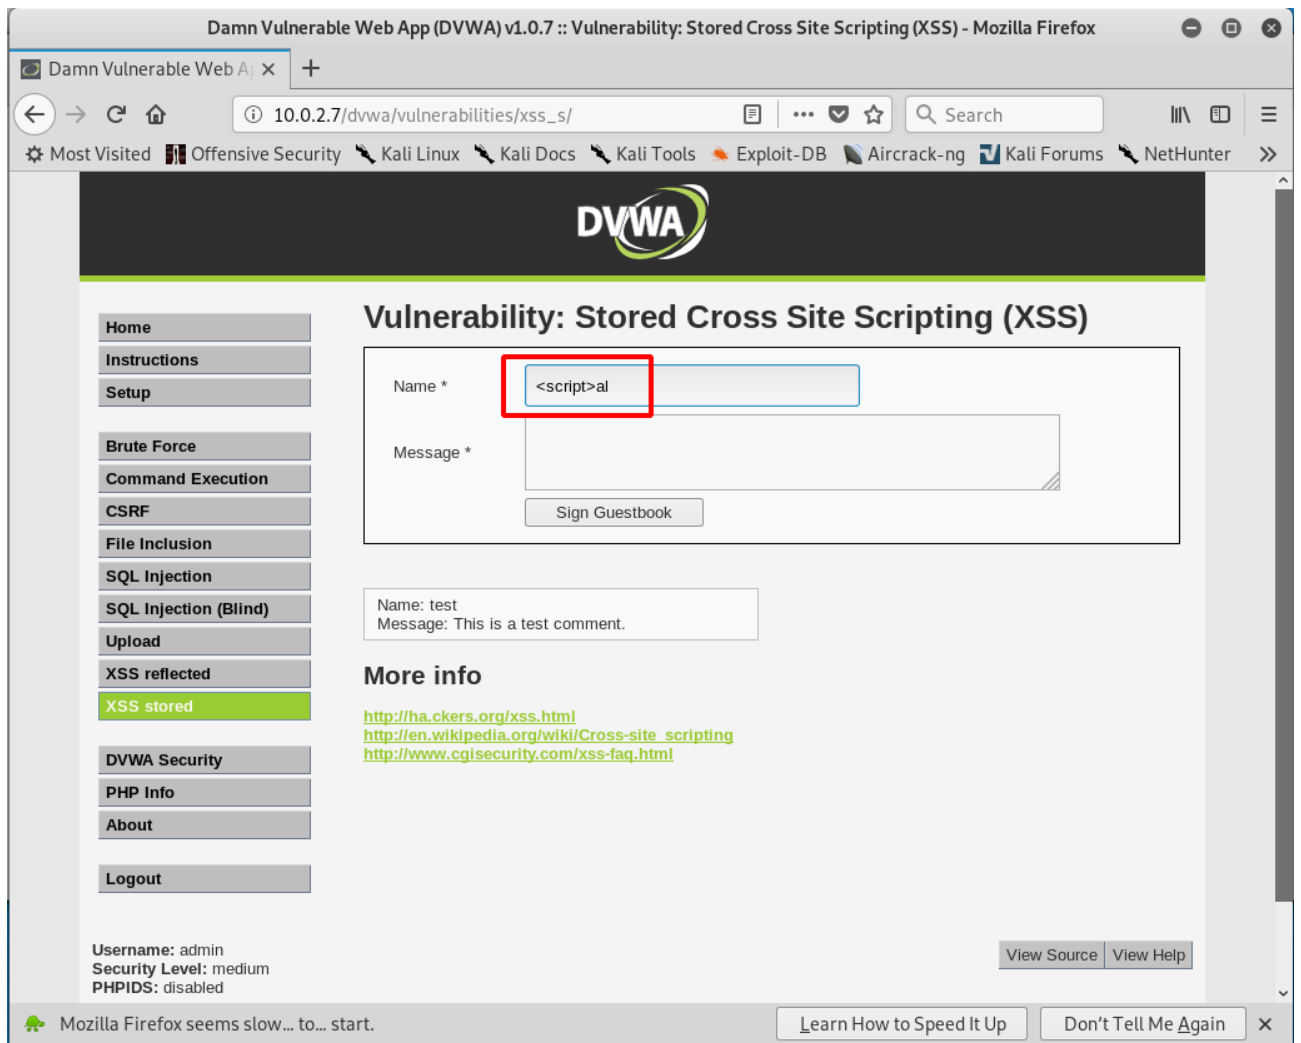 Damn Vulnerable Web App (DVWA) v1.0.7 :: Vulnerability: Stored Cross Site Scripting (XSS) - Mozilla Firefox
Damn Vulnerable Web Ap
10.0.2.7/dvwa/vulnerabilities/xss_s/
Search
Most Visited Offensive Security Kali Linux Kali Docs Kali Tools Exploit-DB Aircrack-ng Kali Forums NetHunter
DVWA
Home
Instructions
Setup
Brute Force
Command Execution
CSRF
File Inclusion
SQL Injection
SQL Injection (Blind)
Upload
XSS reflected
XSS stored
DVWA Security
PHP Info
About
Logout
Vulnerability: Stored Cross Site Scripting (XSS)
Name * <script>al
Message *
Sign Guestbook
Name: test
Message: This is a test comment.
More info
http://ha.ckers.org/xss.html
http://en.wikipedia.org/wiki/Cross-site_scripting
http://www.cgisecurity.com/xss-faq.html
Username: admin
Security Level: medium
PHPIDS: disabled
View Source View Help
Mozilla Firefox seems slow... to... start. Learn How to Speed It Up Don't Tell Me Again